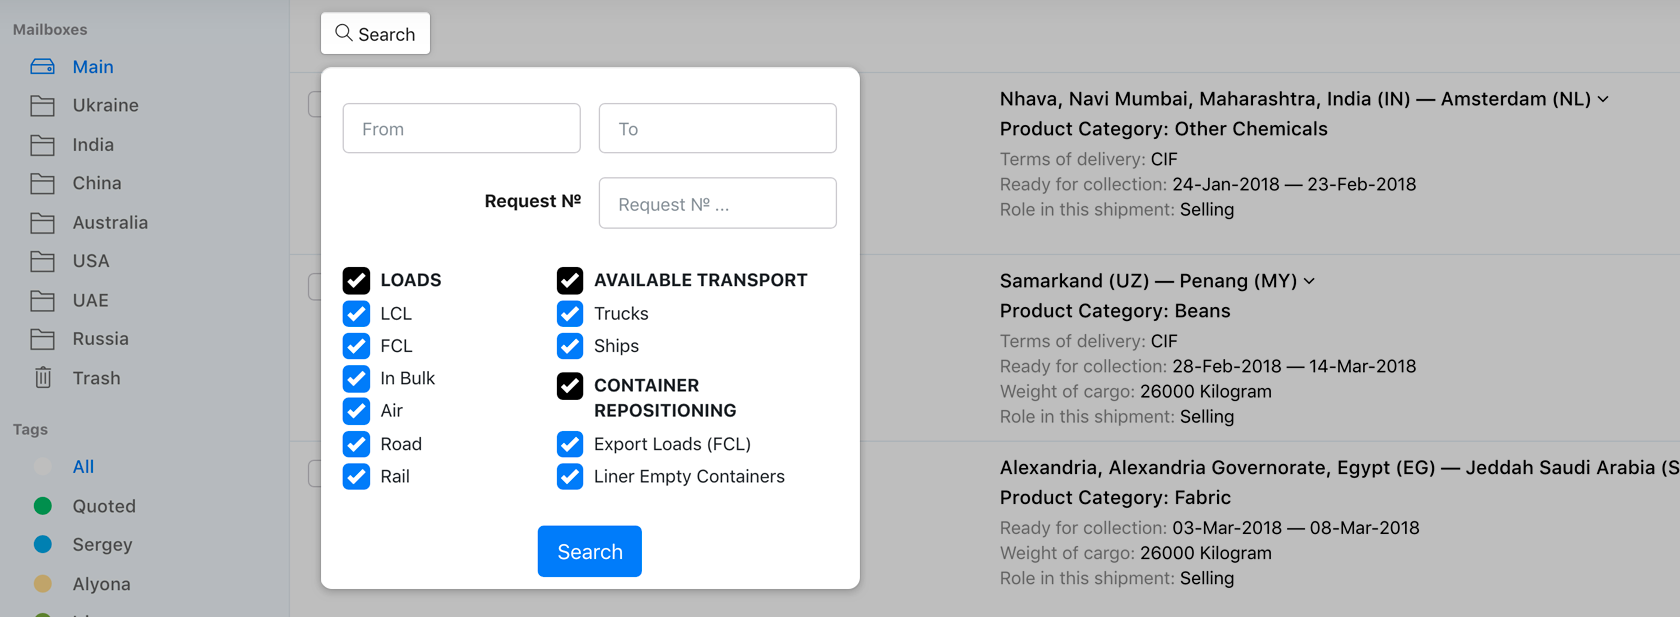 Mailboxes
Main
Ukraine
India
China
Australia
USA
UAE
Russia
Trash
Tags
All
Quoted
Sergey
Alyona
Search
From
To
Request №
Request № ...
LOADS
LCL
FCL
In Bulk
Air
Road
Rail
AVAILABLE TRANSPORT
Trucks
Ships
CONTAINER
REPOSITIONING
Export Loads (FCL)
Liner Empty Containers
Search
Nhava, Navi Mumbai, Maharashtra, India (IN) — Amsterdam (NL)
Product Category: Other Chemicals
Terms of delivery: CIF
Ready for collection: 24-Jan-2018 — 23-Feb-2018
Role in this shipment: Selling
Samarkand (UZ) — Penang (MY)
Product Category: Beans
Terms of delivery: CIF
Ready for collection: 28-Feb-2018 — 14-Mar-2018
Weight of cargo: 26000 Kilogram
Role in this shipment: Selling
Alexandria, Alexandria Governorate, Egypt (EG) — Jeddah Saudi Arabia (S
Product Category: Fabric
Ready for collection: 03-Mar-2018 — 08-Mar-2018
Weight of cargo: 26000 Kilogram
Role in this shipment: Selling